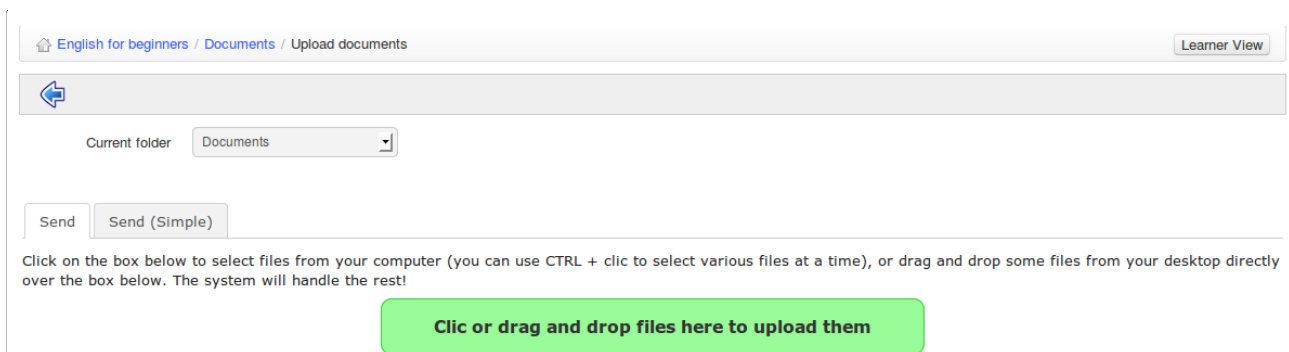 English for beginners / Documents / Upload documents
Learner View
Current folder
Documents
Send
Send (Simple)
Click on the box below to select files from your computer (you can use CTRL + clic to select various files at a time), or drag and drop some files from your desktop directly
over the box below. The system will handle the rest!
Clic or drag and drop files here to upload them